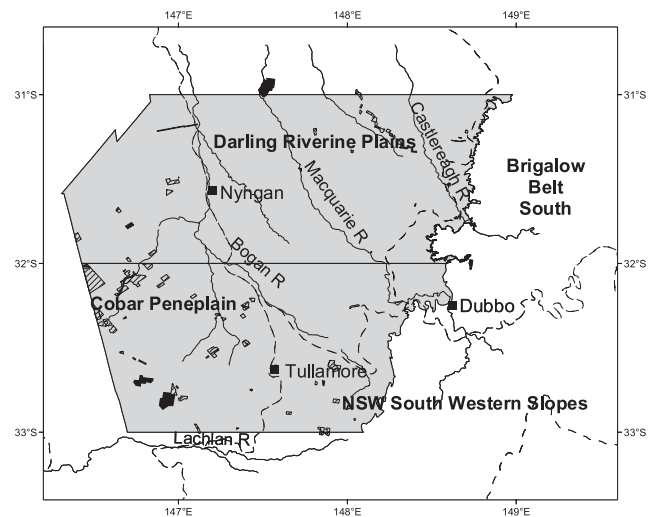 147°E 148°E 149°E
31°S 31°S
Castlereagh R
Darling Riverine Plains
Macquarie R
Brigalow
Belt
South
Nyngan
Bogan R
32°S 32°S
Cobar Peneplain
Dubbo
Tullamore
NSW South Western Slopes
33°S 33°S
Lachlan R
147°E 148°E 149°E